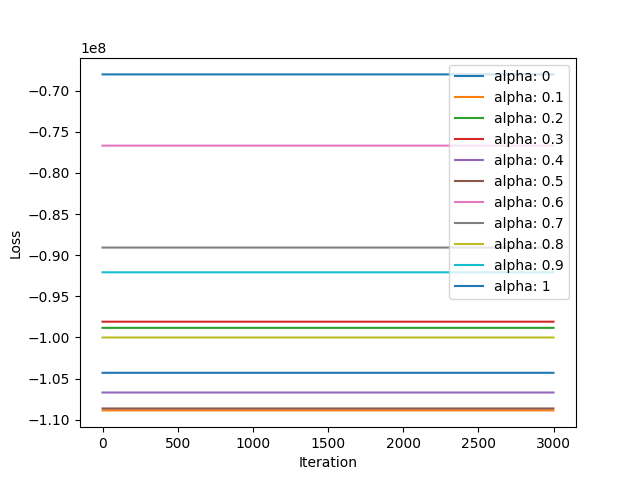 1e8
−0.70
−0.75
−0.80
−0.85
−0.90
−0.95
−1.00
−1.05
−1.10
Loss
0 500 1000 1500 2000 2500 3000
Iteration
alpha: 0
alpha: 0.1
alpha: 0.2
alpha: 0.3
alpha: 0.4
alpha: 0.5
alpha: 0.6
alpha: 0.7
alpha: 0.8
alpha: 0.9
alpha: 1